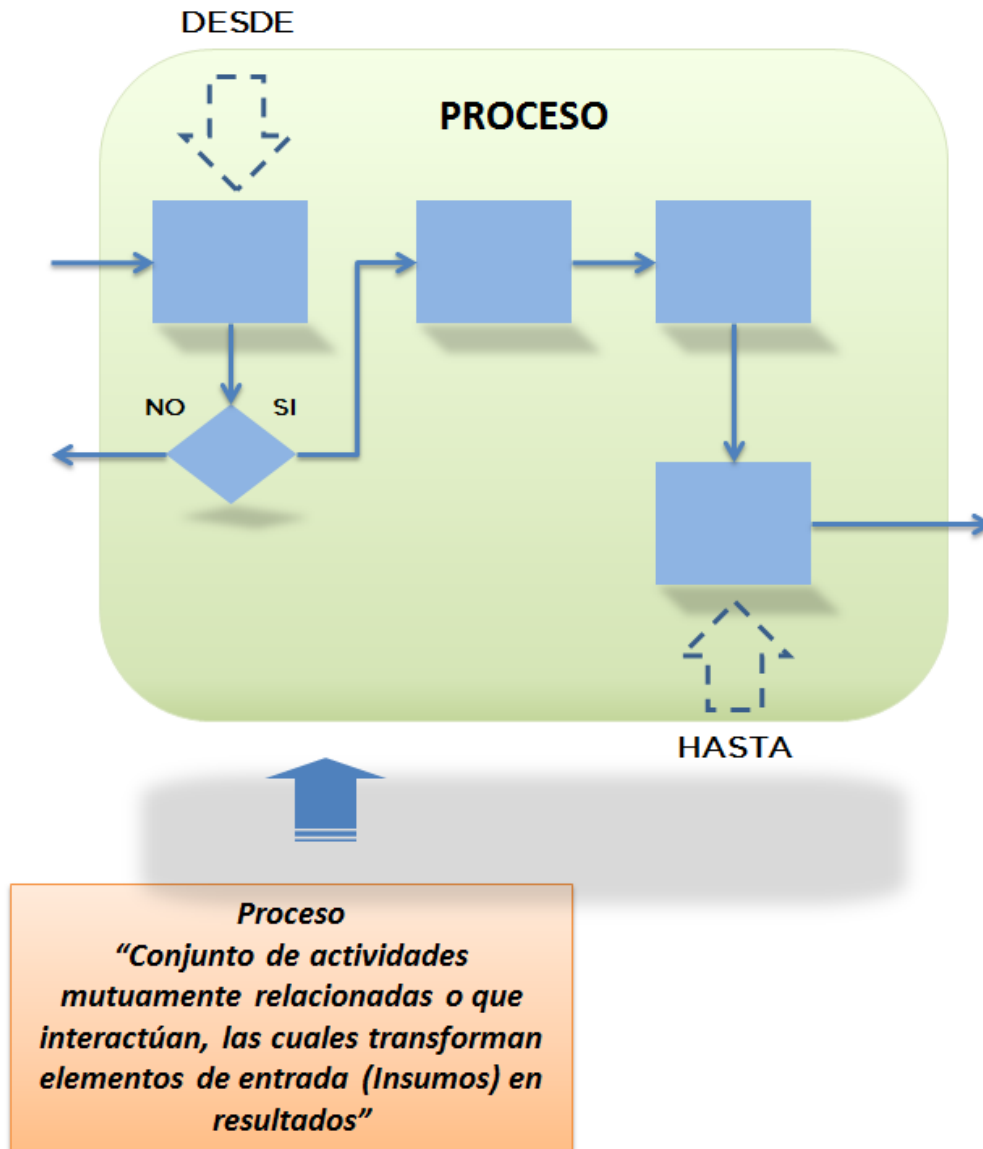 DESDE
PROCESO
NO
SI
HASTA
Proceso
“Conjunto de actividades
mutuamente relacionadas o que
interactúan, las cuales transforman
elementos de entrada (Insumos) en
resultados”